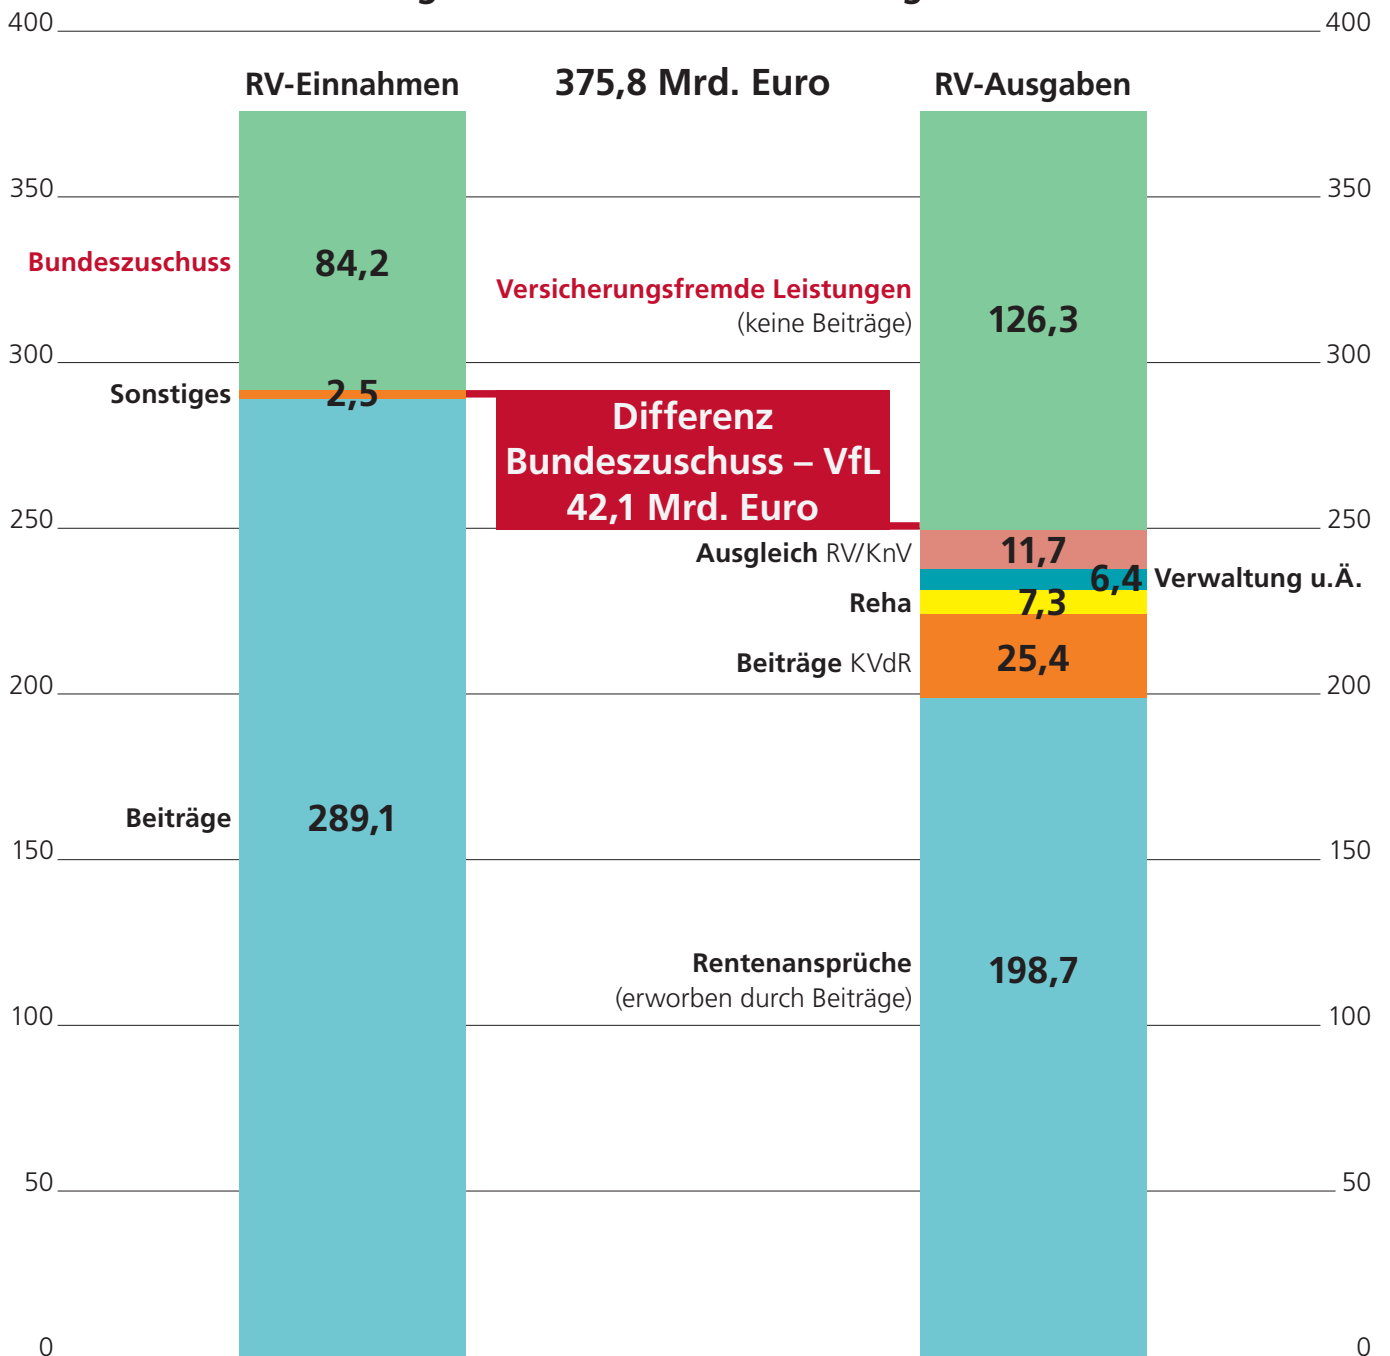 400
400
RV-Einnahmen
375,8 Mrd. Euro
RV-Ausgaben
350
350
Bundeszuschuss
84,2
Versicherungsfremde Leistungen
(keine Beiträge)
126,3
300
300
Sonstiges
2,5
Differenz
Bundeszuschuss – VfL
42,1 Mrd. Euro
250
250
Ausgleich RV/KnV
11,7
6,4
Verwaltung u.Ä.
Reha
7,3
Beiträge KVdR
25,4
200
200
Beiträge
289,1
150
150
Rentenansprüche
(erworben durch Beiträge)
198,7
100
100
50
50
0
0